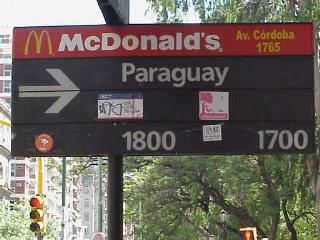 McDonald's.
Av. Córdoba
1765
Paraguay
1800
1700